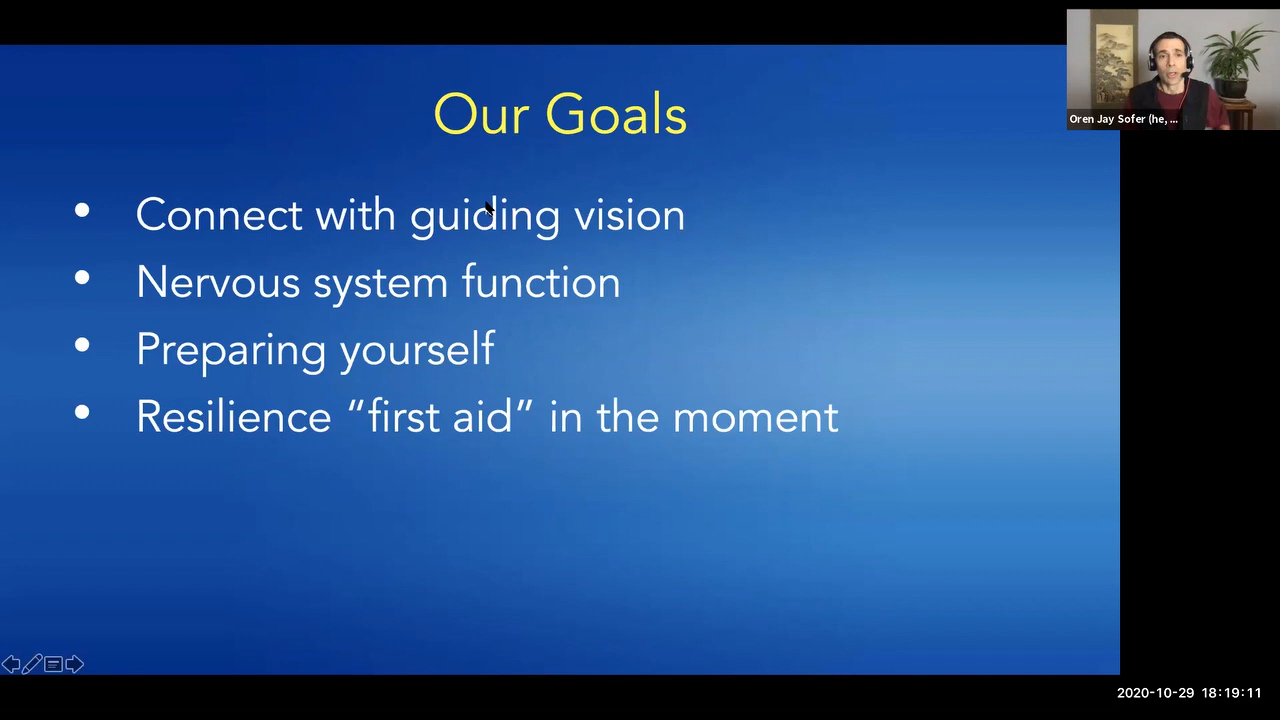 Our Goals
• Connect with guiding vision
• Nervous system function
• Preparing yourself
• Resilience “first aid” in the moment
Oren Jay Sofer (he, ...
2020-10-29 18:19:11